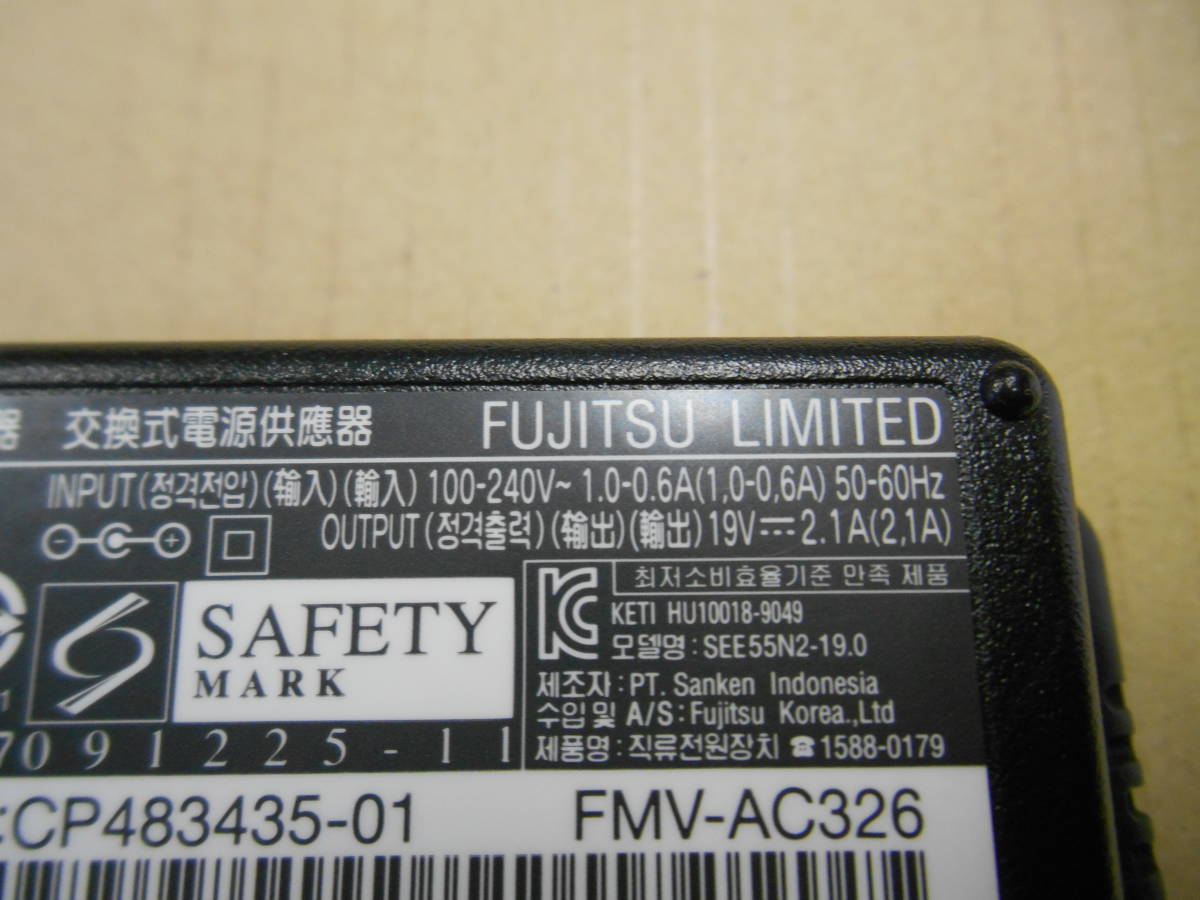 器 交換式電源供應器 FUJITSU LIMITED
INPUT(정격전압)(输入)(輸入) 100-240V~ 1.0-0.6A(1,0-0,6A) 50-60Hz
OUTPUT(정격출력)(输出)(輸出) 19V⎓2.1A(2,1A)
최저소비효율기준 만족 제품
KETI HU10018-9049
모델명:SEE55N2-19.0
SAFETY
MARK
제조자:PT. Sanken Indonesia
수입 및 A/S:Fujitsu Korea.,Ltd
제품명:직류전원장치 ☎1588-0179
7091225-11
:CP483435-01 FMV-AC326